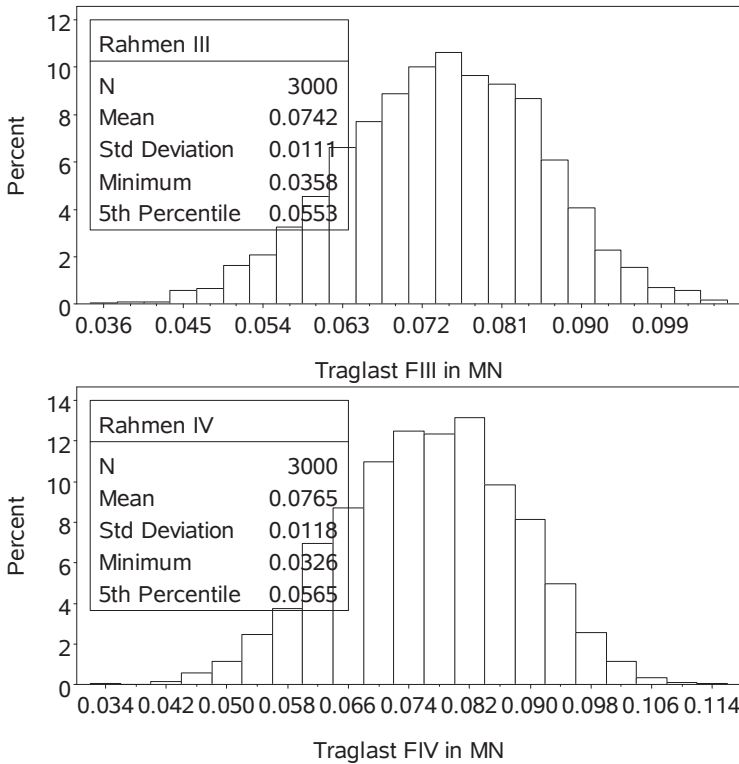 12
10
8
6
4
2
0
Percent
Rahmen III
N 3000
Mean 0.0742
Std Deviation 0.0111
Minimum 0.0358
5th Percentile 0.0553
0.036 0.045 0.054 0.063 0.072 0.081 0.090 0.099
Traglast FIII in MN
14
12
10
8
6
4
2
0
Percent
Rahmen IV
N 3000
Mean 0.0765
Std Deviation 0.0118
Minimum 0.0326
5th Percentile 0.0565
0.034 0.042 0.050 0.058 0.066 0.074 0.082 0.090 0.098 0.106 0.114
Traglast FIV in MN